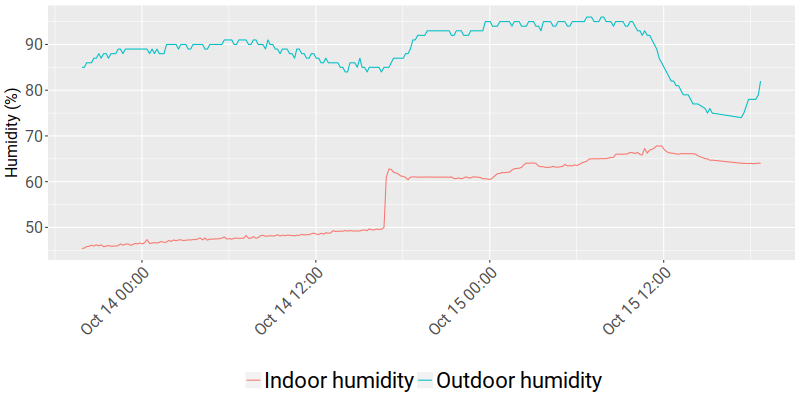 Humidity (%)
90
80
70
60
50
Oct 14 00:00
Oct 14 12:00
Oct 15 00:00
Oct 15 12:00
Indoor humidity
Outdoor humidity